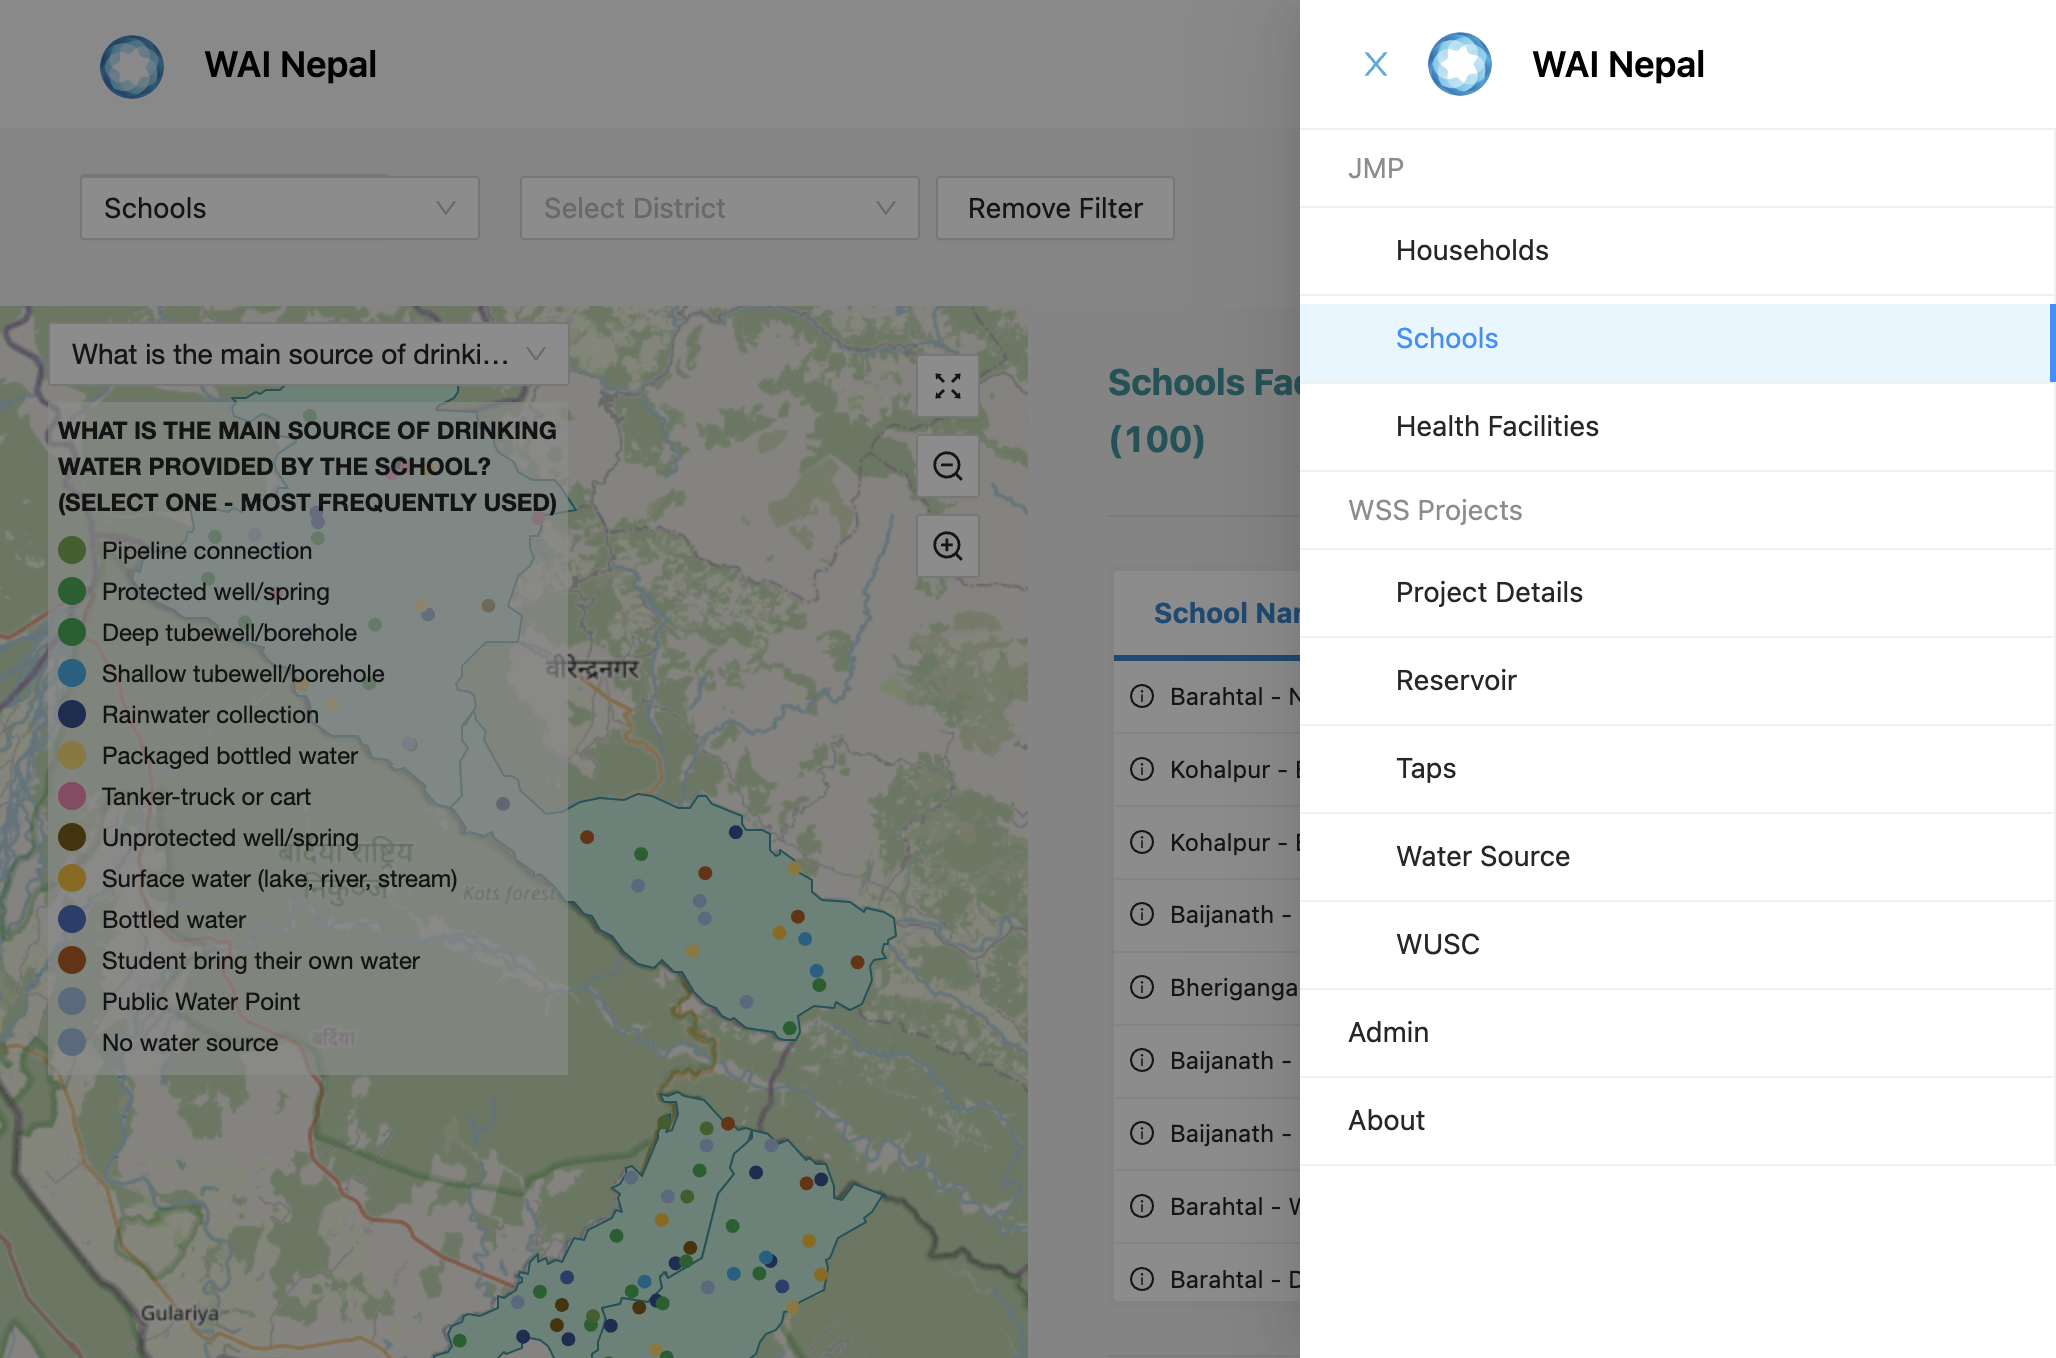 WAI Nepal
Schools
Select District
Remove Filter
What is the main source of drinki...
WHAT IS THE MAIN SOURCE OF DRINKING
WATER PROVIDED BY THE SCHOOL?
(SELECT ONE - MOST FREQUENTLY USED)
Pipeline connection
Protected well/spring
Deep tubewell/borehole
Shallow tubewell/borehole
Rainwater collection
Packaged bottled water
Tanker-truck or cart
Unprotected well/spring
Surface water (lake, river, stream)
Bottled water
Student bring their own water
Public Water Point
No water source
वीरेन्द्रनगर
बर्दिया राष्ट्रिय
निकुञ्ज
Kots forest
बर्दिया
Gulariya
Schools
(100)
School
Barahtal -
Kohalpur -
Kohalpur -
Baijanath -
Bheriganga
Baijanath -
Baijanath -
Barahtal -
Barahtal -
WAI Nepal
JMP
Households
Schools
Health Facilities
WSS Projects
Project Details
Reservoir
Taps
Water Source
WUSC
Admin
About